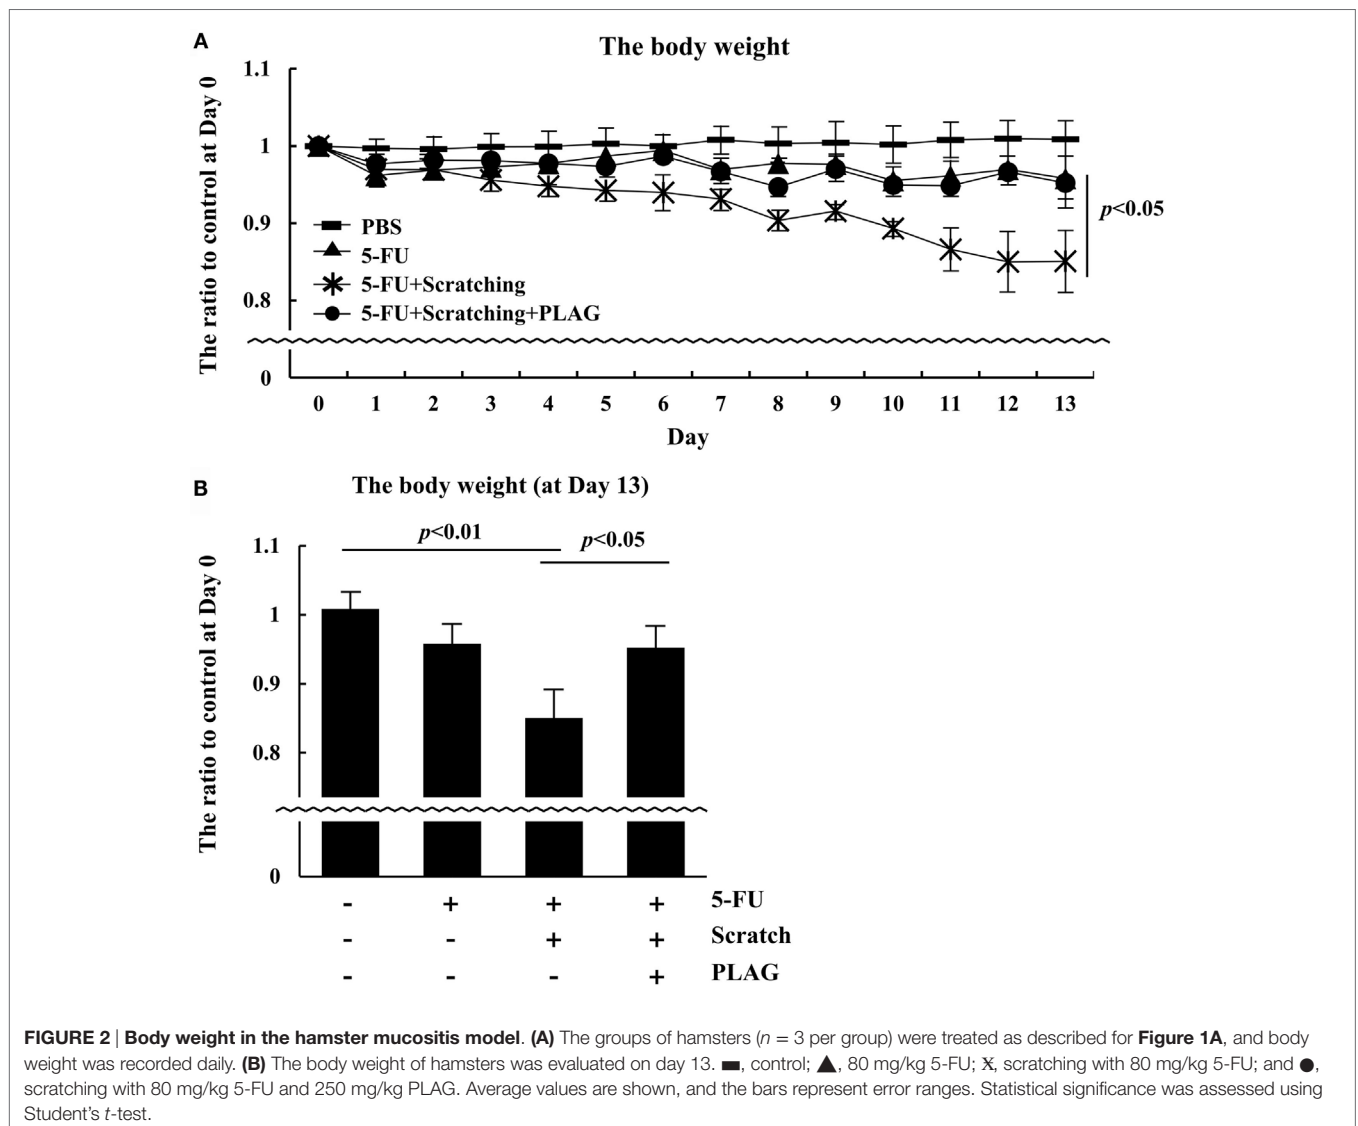 A
The body weight
The ratio to control at Day 0
1.1
1
0.9
0.8
0
PBS
5-FU
5-FU+Scratching
5-FU+Scratching+PLAG
p<0.05
0 1 2 3 4 5 6 7 8 9 10 11 12 13
Day
B
The body weight (at Day 13)
The ratio to control at Day 0
p<0.01
p<0.05
1.1
1
0.9
0.8
0
- + + + 5-FU
- - + + Scratch
- - - + PLAG
FIGURE 2 | Body weight in the hamster mucositis model. (A) The groups of hamsters (n = 3 per group) were treated as described for Figure 1A, and body
weight was recorded daily. (B) The body weight of hamsters was evaluated on day 13. ▬, control; ▲, 80 mg/kg 5-FU; X, scratching with 80 mg/kg 5-FU; and ●,
scratching with 80 mg/kg 5-FU and 250 mg/kg PLAG. Average values are shown, and the bars represent error ranges. Statistical significance was assessed using
Student's t-test.